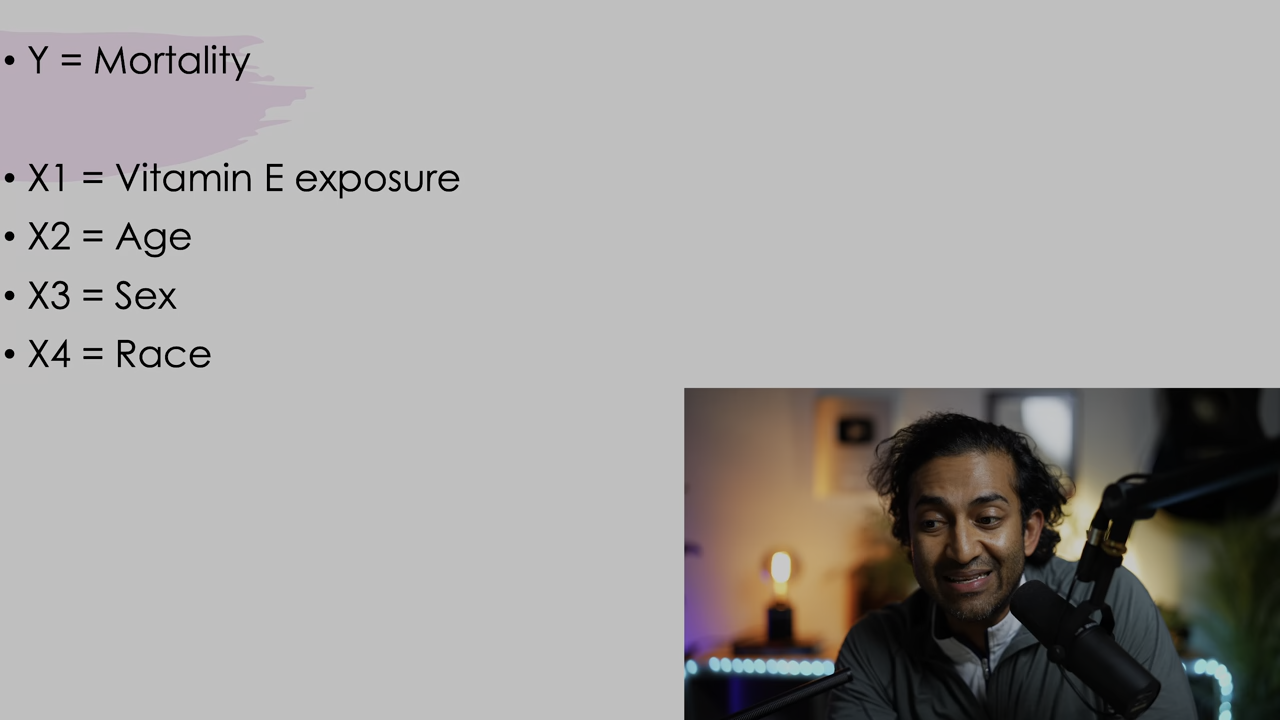 • Y = Mortality
• X1 = Vitamin E exposure
• X2 = Age
• X3 = Sex
• X4 = Race